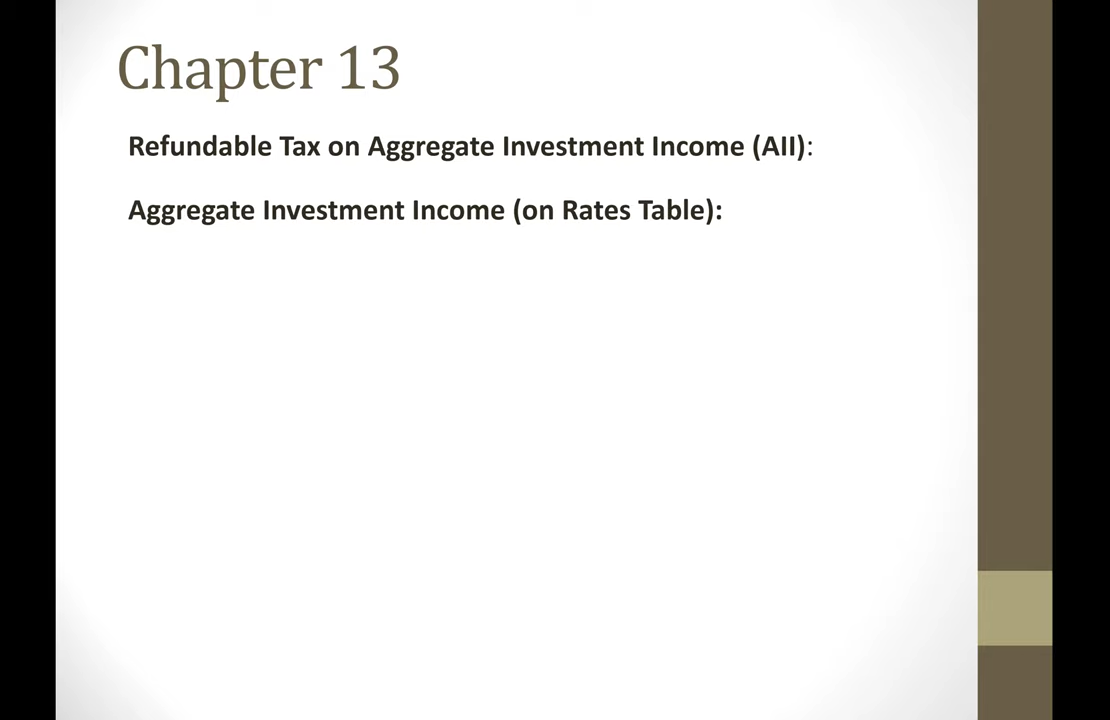 Chapter 13
Refundable Tax on Aggregate Investment Income (AII):
Aggregate Investment Income (on Rates Table):